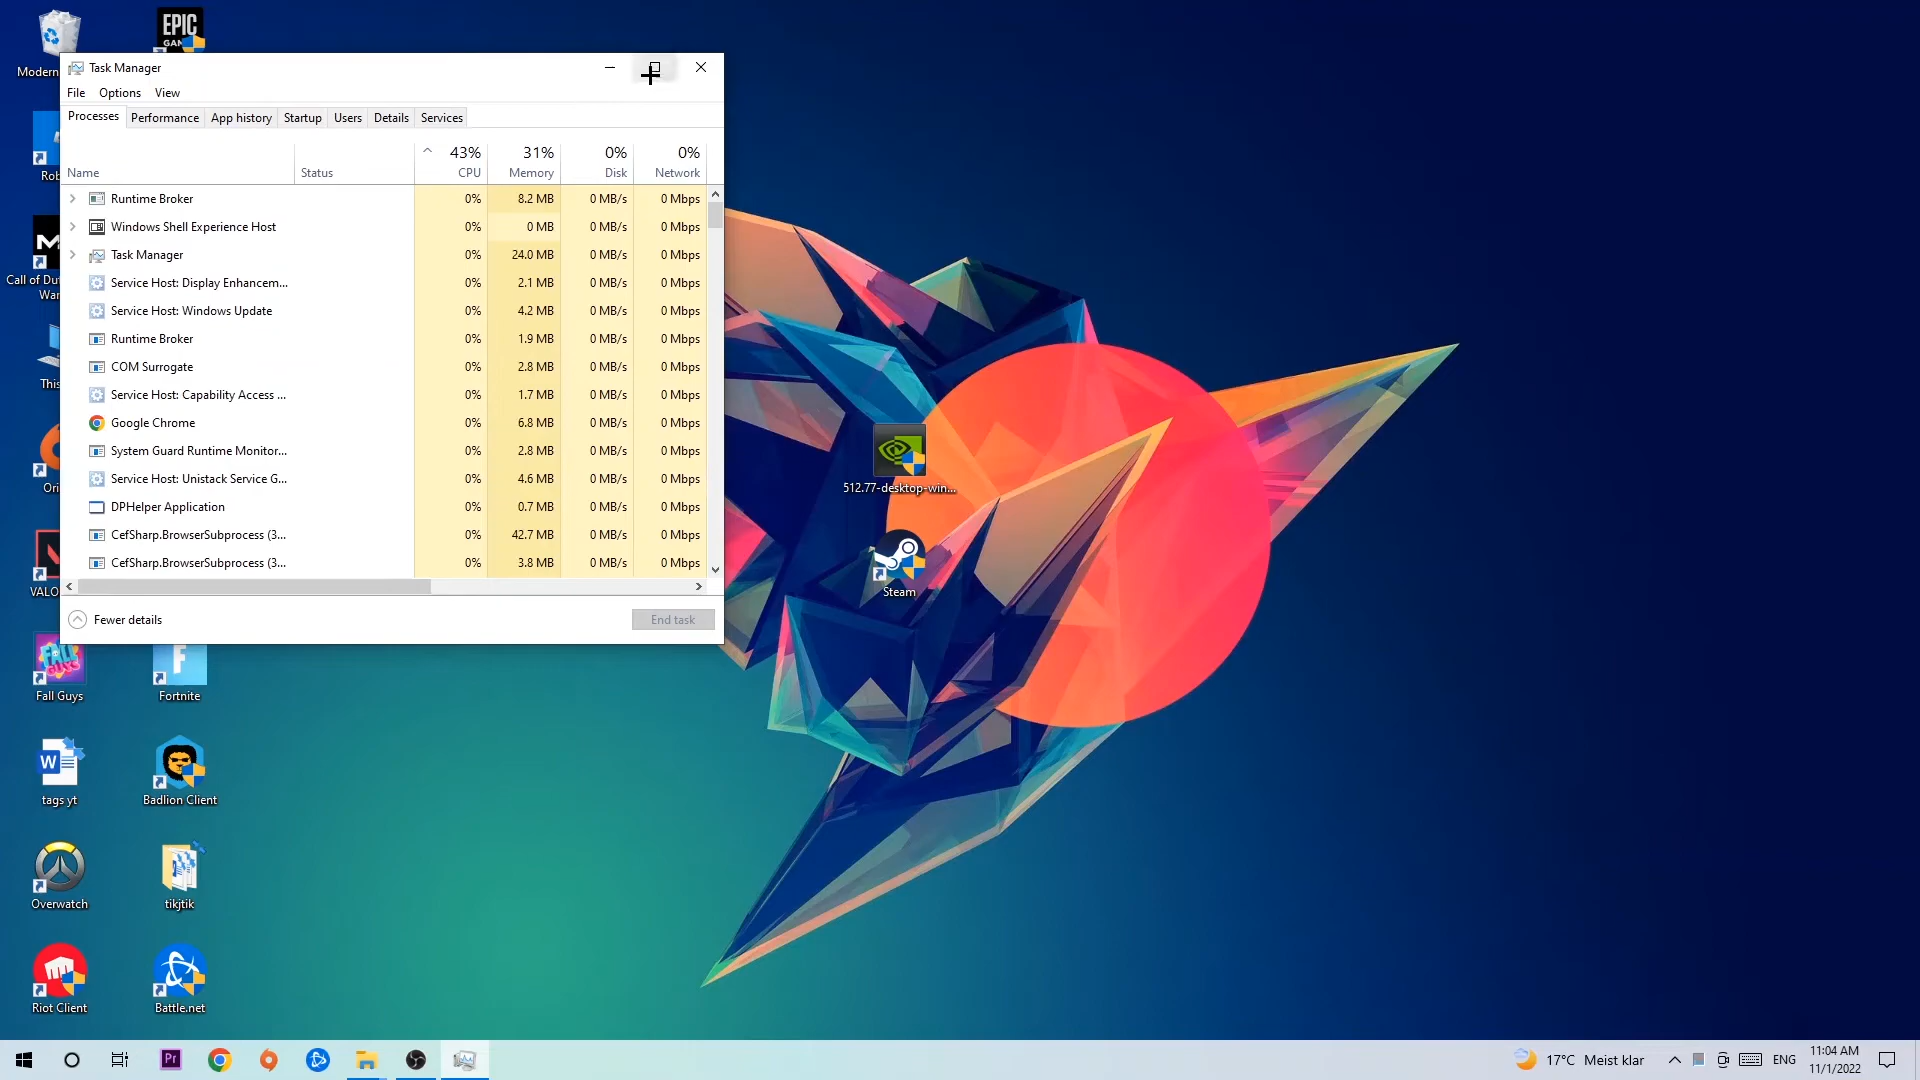 EPIC
GAM
Modern
Task Manager
File Options View
Processes Performance App history Startup Users Details Services
43% 31% 0% 0%
Name Status CPU Memory Disk Network
Runtime Broker 0% 8.2 MB 0 MB/s 0 Mbps
Windows Shell Experience Host 0% 0 MB 0 MB/s 0 Mbps
Task Manager 0% 24.0 MB 0 MB/s 0 Mbps
Service Host: Display Enhancem... 0% 2.1 MB 0 MB/s 0 Mbps
Service Host: Windows Update 0% 4.2 MB 0 MB/s 0 Mbps
Runtime Broker 0% 1.9 MB 0 MB/s 0 Mbps
COM Surrogate 0% 2.8 MB 0 MB/s 0 Mbps
Service Host: Capability Access ... 0% 1.7 MB 0 MB/s 0 Mbps
Google Chrome 0% 6.8 MB 0 MB/s 0 Mbps
System Guard Runtime Monitor... 0% 2.8 MB 0 MB/s 0 Mbps
Service Host: Unistack Service G... 0% 4.6 MB 0 MB/s 0 Mbps
DPHelper Application 0% 0.7 MB 0 MB/s 0 Mbps
CefSharp.BrowserSubprocess (3... 0% 42.7 MB 0 MB/s 0 Mbps
CefSharp.BrowserSubprocess (3... 0% 3.8 MB 0 MB/s 0 Mbps
Fewer details End task
Rob
M
Call of Du
War
This
Ori
VALO
Fall Guys
F
Fortnite
W
tags yt
Badlion Client
Overwatch
tikjtik
Riot Client
Battle.net
512.77-desktop-win...
Steam
Pr
17°C Meist klar
ENG
11:04 AM
11/1/2022